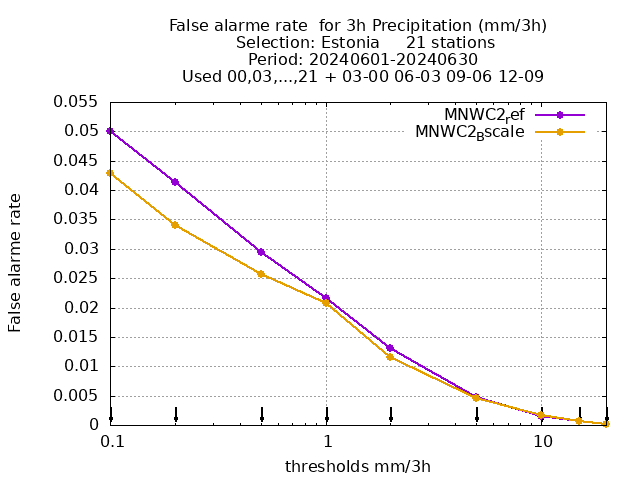 False alarme rate  for 3h Precipitation (mm/3h)
Selection: Estonia     21 stations
Period: 20240601-20240630
Used 00,03,...,21 + 03-00 06-03 09-06 12-09
MNWC2ref
MNWC2Bscale
0.055
0.05
0.045
0.04
0.035
0.03
0.025
0.02
0.015
0.01
0.005
0
False alarme rate
0.1 1 10
thresholds mm/3h